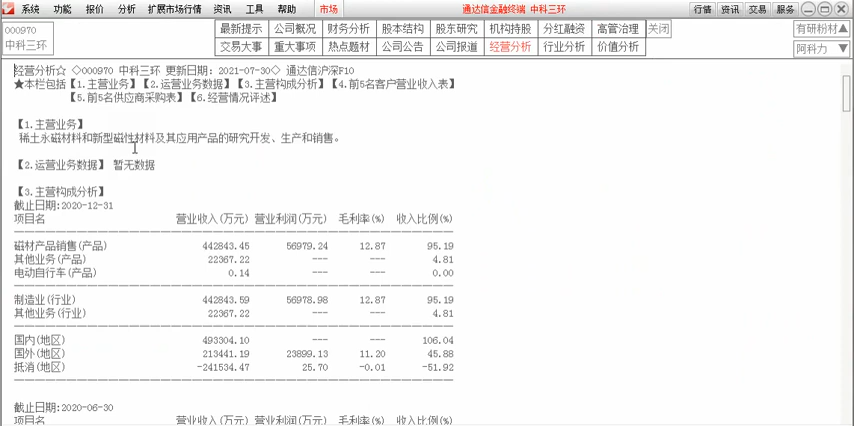 系统 功能 报价 分析 扩展市场行情 资讯 工具 帮助 市场 通达信金融终端 中科三环 行情 资讯 交易 服务
000970 最新提示 公司概况 财务分析 股本结构 股东研究 机构持股 分红融资 高管治理 关闭 有研粉材▲
中科三环 交易大事 重大事项 热点题材 公司公告 公司报道 经营分析 行业分析 价值分析 阿科力▼
经营分析☆ ◇000970 中科三环 更新日期：2021-07-30◇ 通达信沪深F10
★本栏包括【1.主营业务】【2.运营业务数据】【3.主营构成分析】【4.前5名客户营业收入表】
【5.前5名供应商采购表】【6.经营情况评述】
【1.主营业务】
稀土永磁材料和新型磁性材料及其应用产品的研究开发、生产和销售。
【2.运营业务数据】 暂无数据
【3.主营构成分析】
截止日期:2020-12-31
项目名 营业收入(万元) 营业利润(万元) 毛利率(%) 收入比例(%)
磁材产品销售(产品) 442843.45 56979.24 12.87 95.19
其他业务(产品) 22367.22 --- --- 4.81
电动自行车(产品) 0.14 --- --- 0.00
制造业(行业) 442843.59 56978.98 12.87 95.19
其他业务(行业) 22367.22 --- --- 4.81
国内(地区) 493304.10 --- --- 106.04
国外(地区) 213441.19 23899.13 11.20 45.88
抵消(地区) -241534.47 25.70 -0.01 -51.92
截止日期:2020-06-30
项目名 营业收入(万元) 营业利润(万元) 毛利率(%) 收入比例(%)